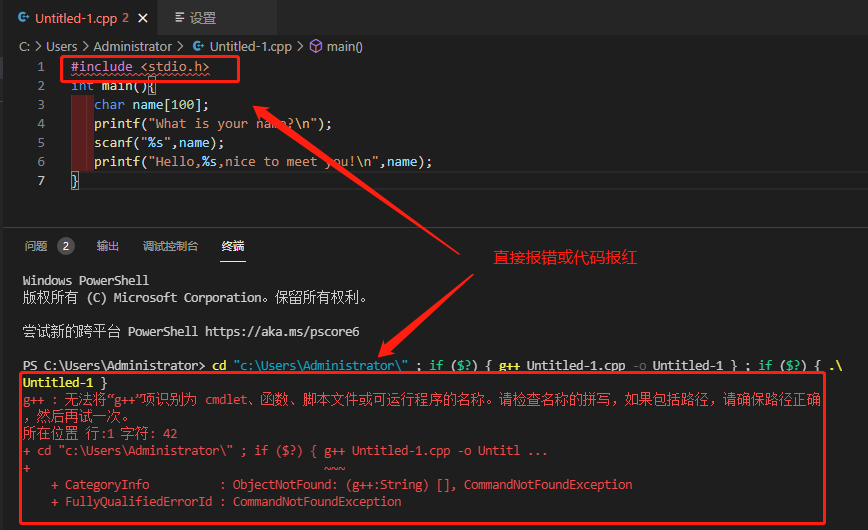 Untitled-1.cpp 2 × 设置
C: > Users > Administrator > Untitled-1.cpp > main()
1 #include <stdio.h>
2 int main(){
3 char name[100];
4 printf("What is your name?\n");
5 scanf("%s",name);
6 printf("Hello,%s,nice to meet you!\n",name);
7 }
直接报错或代码报红
问题 2 输出 调试控制台 终端
Windows PowerShell
版权所有 (C) Microsoft Corporation。保留所有权利。
尝试新的跨平台 PowerShell https://aka.ms/pscore6
PS C:\Users\Administrator> cd "c:\Users\Administrator\" ; if ($?) { g++ Untitled-1.cpp -o Untitled-1 } ; if ($?) { .\
Untitled-1 }
g++ : 无法将“g++”项识别为 cmdlet、函数、脚本文件或可运行程序的名称。请检查名称的拼写，如果包括路径，请确保路径正确
，然后再试一次。
所在位置 行:1 字符: 42
+ cd "c:\Users\Administrator\" ; if ($?) { g++ Untitled-1.cpp -o Untitl ...
+ ~~~
+ CategoryInfo : ObjectNotFound: (g++:String) [], CommandNotFoundException
+ FullyQualifiedErrorId : CommandNotFoundException